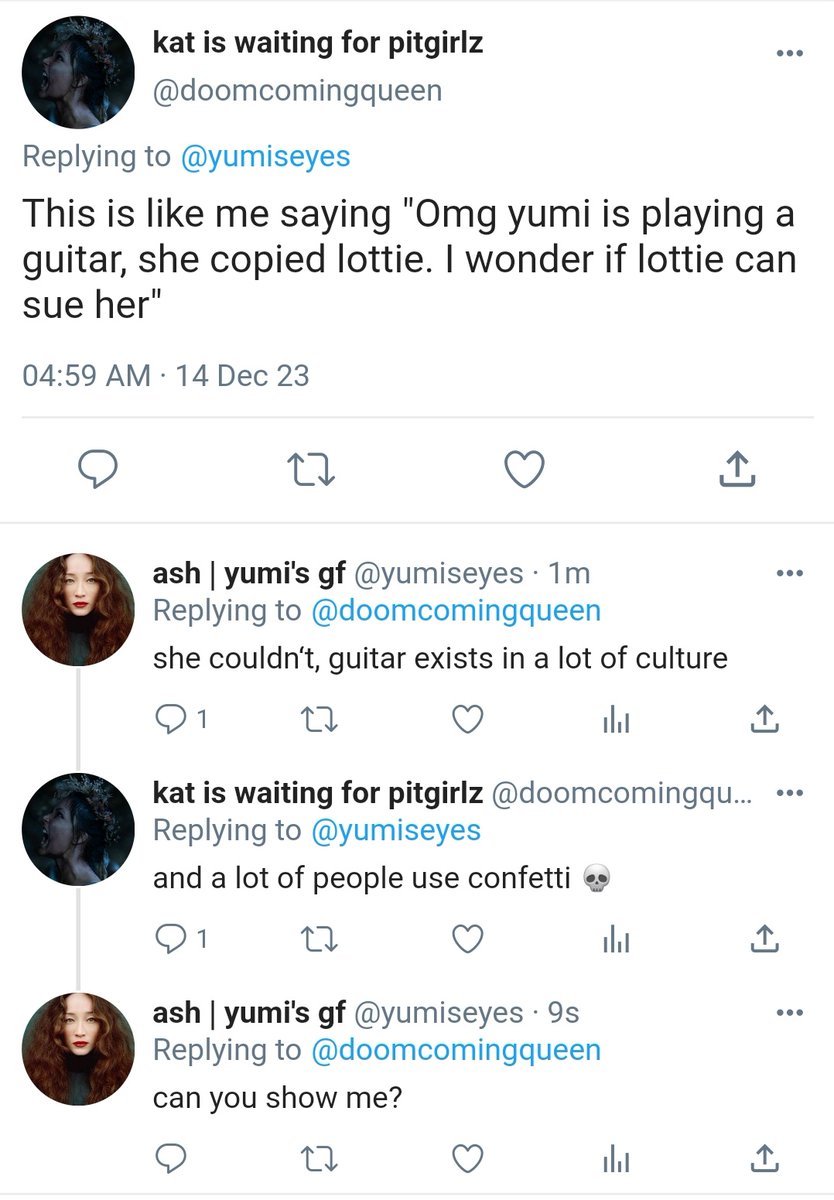 kat is waiting for pitgirlz
@doomcomingqueen
Replying to @yumiseyes
This is like me saying "Omg yumi is playing a
guitar, she copied lottie. I wonder if lottie can
sue her"
04:59 AM · 14 Dec 23
ash | yumi's gf @yumiseyes · 1m
Replying to @doomcomingqueen
she couldn‘t, guitar exists in a lot of culture
1
kat is waiting for pitgirlz @doomcomingqu...
Replying to @yumiseyes
and a lot of people use confetti 💀
1
ash | yumi's gf @yumiseyes · 9s
Replying to @doomcomingqueen
can you show me?